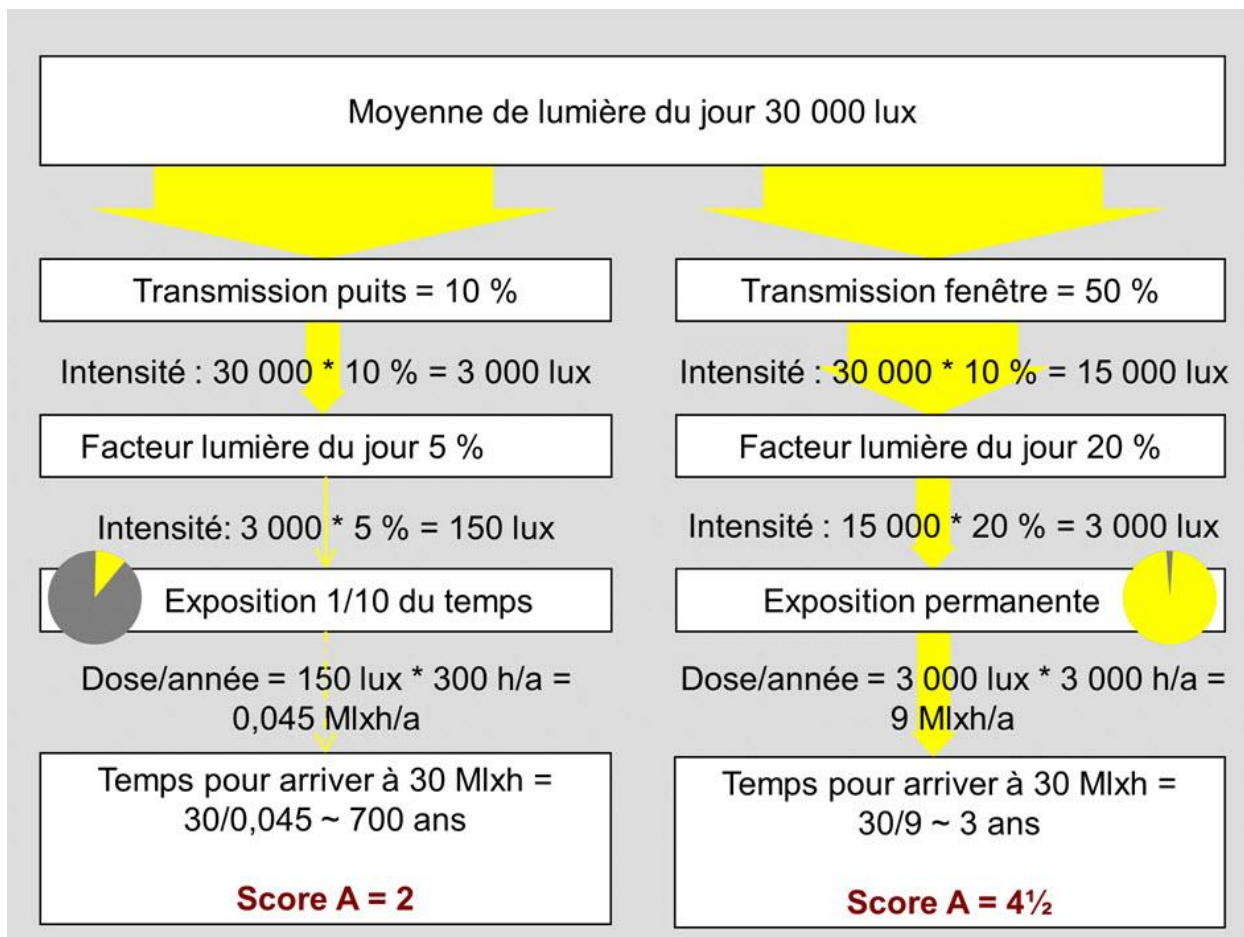 Moyenne de lumière du jour 30 000 lux
Transmission puits = 10 %
Intensité : 30 000 * 10 % = 3 000 lux
Facteur lumière du jour 5 %
Intensité: 3 000 * 5 % = 150 lux
Exposition 1/10 du temps
Dose/année = 150 lux * 300 h/a =
0,045 Mlxh/a
Temps pour arriver à 30 Mlxh =
30/0,045 ~ 700 ans
Score A = 2
Transmission fenêtre = 50 %
Intensité : 30 000 * 10 % = 15 000 lux
Facteur lumière du jour 20 %
Intensité : 15 000 * 20 % = 3 000 lux
Exposition permanente
Dose/année = 3 000 lux * 3 000 h/a =
9 Mlxh/a
Temps pour arriver à 30 Mlxh =
30/9 ~ 3 ans
Score A = 4½